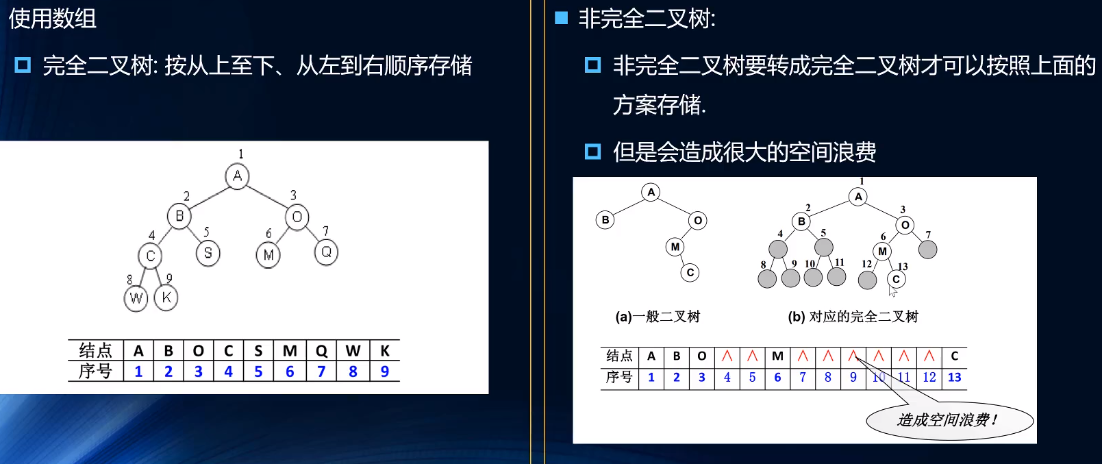 使用数组
完全二叉树: 按从上至下、从左到右顺序存储
1
A
2
3
B
O
4
5
6
7
C
S
M
Q
8
9
W
K
结点 A B O C S M Q W K
序号 1 2 3 4 5 6 7 8 9
非完全二叉树:
非完全二叉树要转成完全二叉树才可以按照上面的
方案存储.
但是会造成很大的空间浪费
A
B
O
M
C
(a)一般二叉树
1
A
2
3
B
O
4
5
6
7
M
8
9
10
11
12
13
C
(b) 对应的完全二叉树
结点 A B O ∧ ∧ M ∧ ∧ ∧ ∧ ∧ ∧ C
序号 1 2 3 4 5 6 7 8 9 10 11 12 13
造成空间浪费！